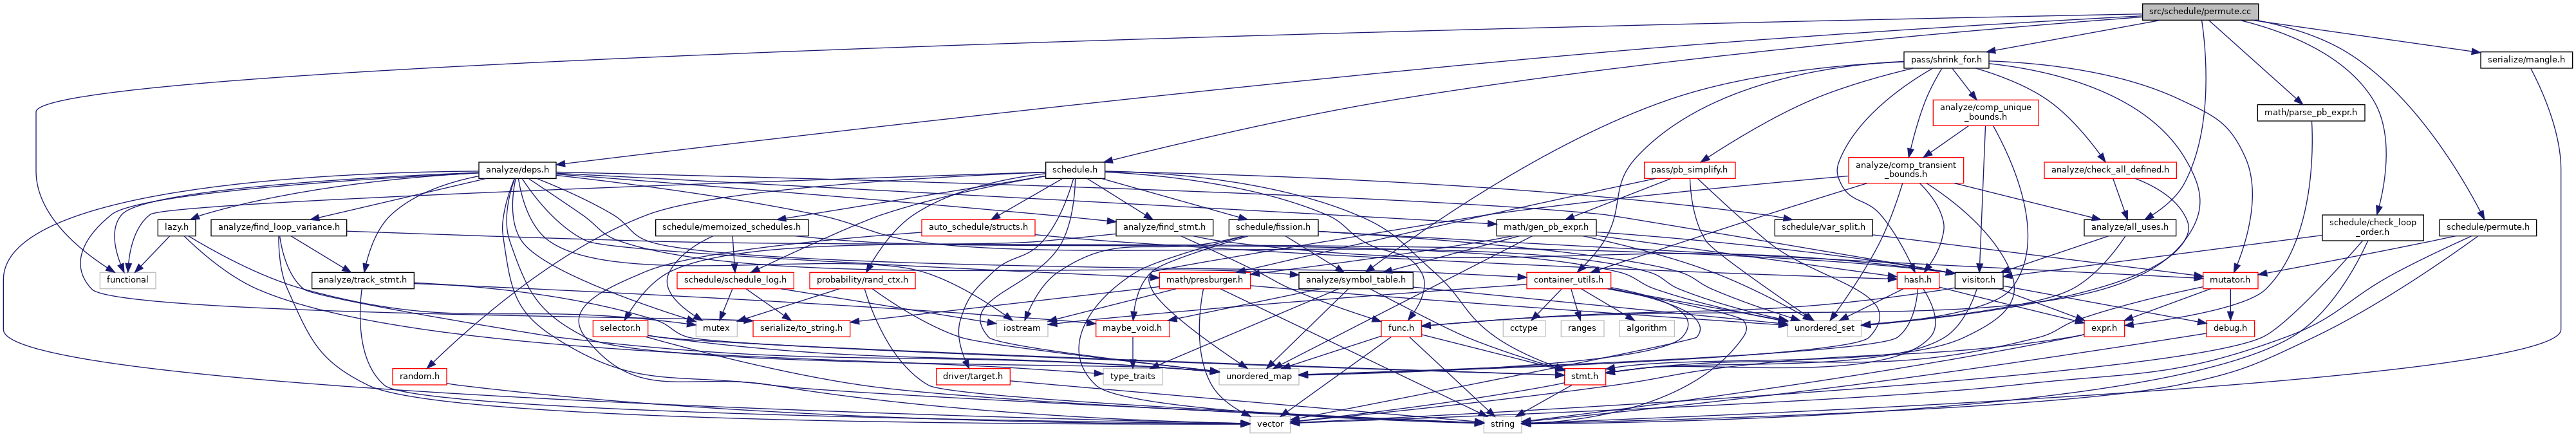 src/schedule/permute.cc
pass/shrink_for.h
serialize/mangle.h
analyze/comp_unique
_bounds.h
math/parse_pb_expr.h
analyze/deps.h
schedule.h
pass/pb_simplify.h
analyze/comp_transient
_bounds.h
analyze/check_all_defined.h
lazy.h
analyze/find_loop_variance.h
schedule/memoized_schedules.h
auto_schedule/structs.h
analyze/find_stmt.h
schedule/fission.h
math/gen_pb_expr.h
schedule/var_split.h
analyze/all_uses.h
schedule/check_loop
_order.h
schedule/permute.h
functional
analyze/track_stmt.h
schedule/schedule_log.h
probability/rand_ctx.h
math/presburger.h
analyze/symbol_table.h
container_utils.h
hash.h
visitor.h
mutator.h
selector.h
mutex
serialize/to_string.h
iostream
maybe_void.h
func.h
cctype
ranges
algorithm
unordered_set
expr.h
debug.h
random.h
driver/target.h
type_traits
unordered_map
stmt.h
vector
string